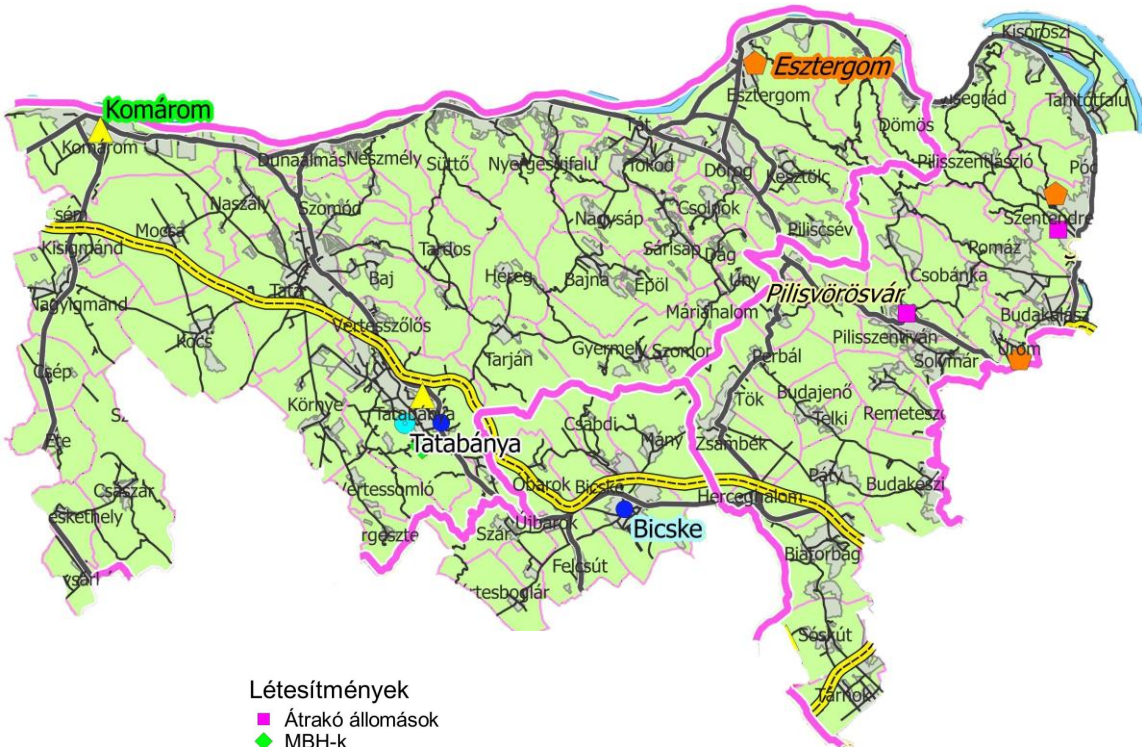 Kisoroszi
Esztergom
Esztergom
Visegrád
Tahitótfalu
Komárom
Komárom
Tát
Dömös
Dunaalmás
Neszmély
Süttő
Nyergesújfalu
Tokod
Dorog
Kesztölc
Pilisszentlászló
Naszály
Szomód
Nagysáp
Csolnok
Szentendre
Mocsa
Piliscsév
Kisigmánd
Tardos
Sárisáp
Dág
Pomáz
Baj
Héreg
Bajna
Epöl
Úny
Csobánka
Tata
Nagyigmánd
Pilisvörösvár
Máriahalom
Budakalász
Vértesszőlős
Kocs
Pilisszentiván
Tarján
Gyermely
Szomor
Perbál
Solymár
Üröm
Csép
Környe
Tök
Budajenő
Tatabánya
Telki
Csabdi
Ete
Tatabánya
Mány
Zsámbék
Óbarok
Bicske
Páty
Budakeszi
Császár
Vértessomló
Herceghalom
Újbarok
Bicske
Szár
Biatorbágy
Felcsút
Sóskút
Tárnok
Létesítmények
Átrakó állomások
MBH-k